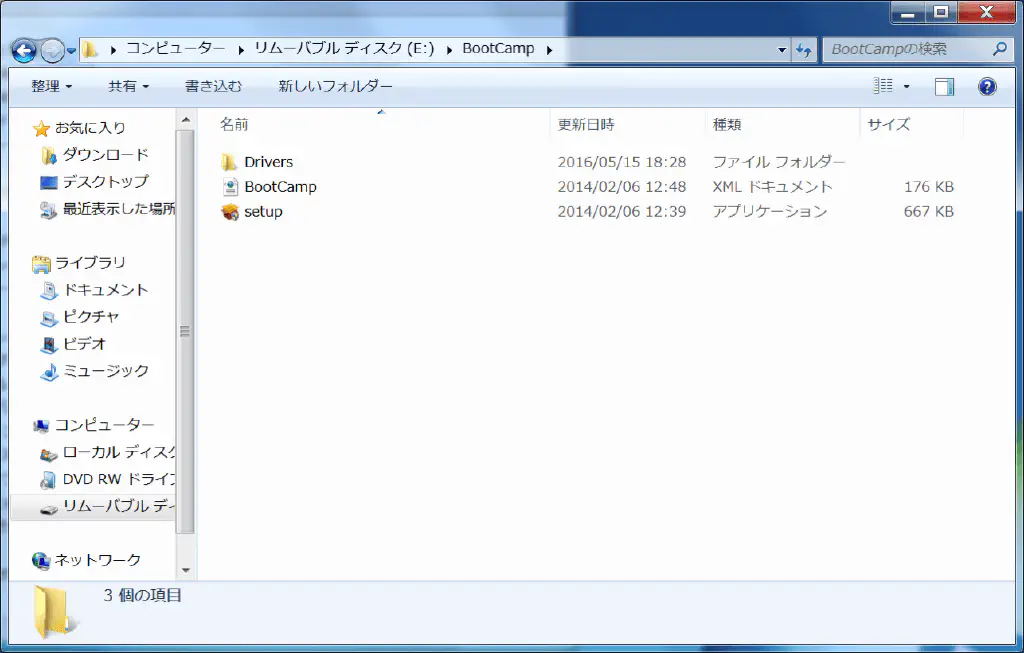 コンピューター ▸ リムーバブル ディスク (E:) ▸ BootCamp ▸
BootCampの検索
整理 共有 書き込む 新しいフォルダー
名前 更新日時 種類 サイズ
Drivers 2016/05/15 18:28 ファイル フォルダー
BootCamp 2014/02/06 12:48 XML ドキュメント 176 KB
setup 2014/02/06 12:39 アプリケーション 667 KB
お気に入り
ダウンロード
デスクトップ
最近表示した場所
ライブラリ
ドキュメント
ピクチャ
ビデオ
ミュージック
コンピューター
ローカル ディスク
DVD RW ドライブ
リムーバブル ディ
ネットワーク
3 個の項目